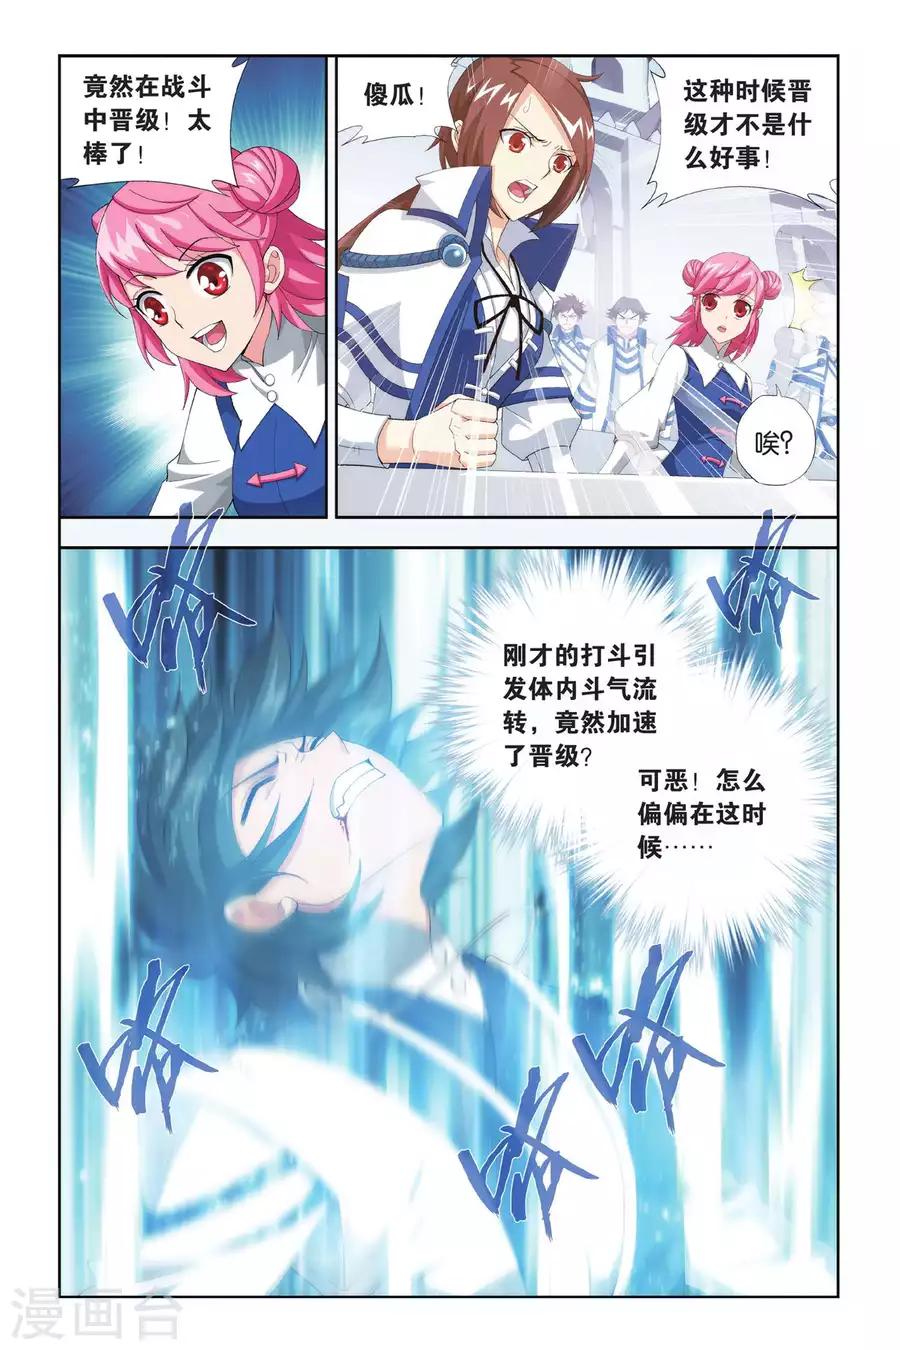 竟然在战斗
中晋级！太
棒了！
傻瓜！
这种时候晋
级才不是什
么好事！
唉？
刚才的打斗引
发体内斗气流
转，竟然加速
了晋级？
可恶！怎么
偏偏在这时
候……
漫画台